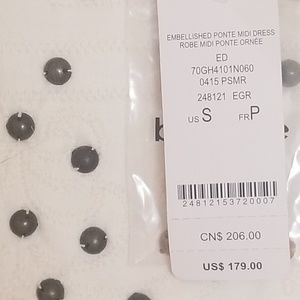 EMBELLISHED PONTE MIDI DRESS
ROBE MIDI PONTE ORNÉE
ED
70GH4101N060
0415 PSMR
248121 EGR
US S FR P
24812153720007
CN$ 206.00
US$ 179.00